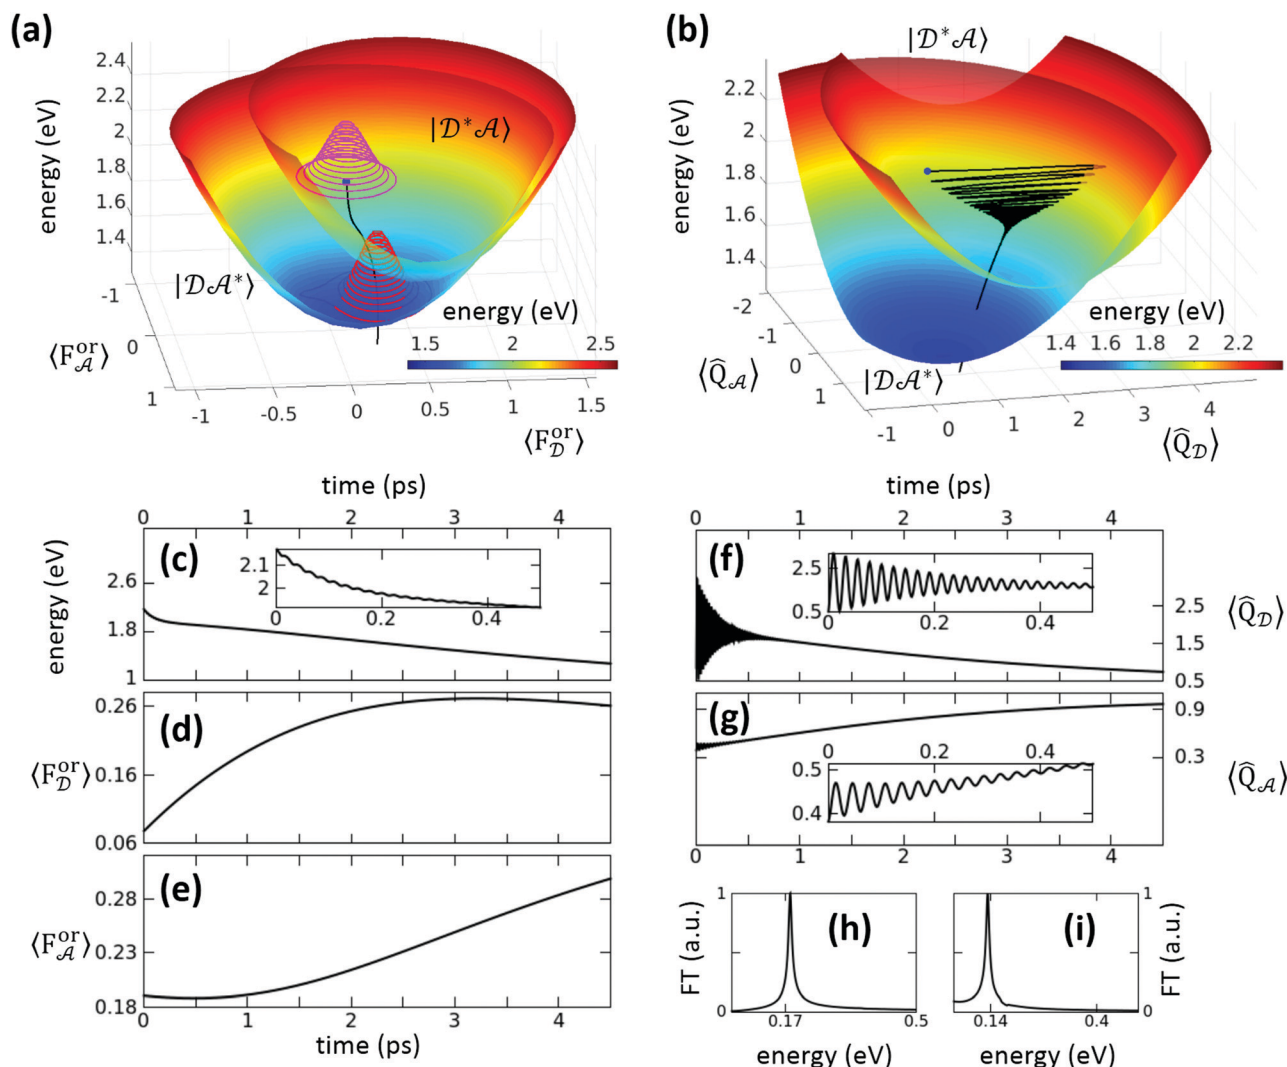 (a)
energy (eV)
2.4
2.2
2
1.8
1.6
1.4
-1
0
1
⟨F𝒜^or⟩
|𝒟*𝒜⟩
|𝒟𝒜*⟩
energy (eV)
1.5 2 2.5
-1 -0.5 0 0.5 1 1.5
⟨F𝒟^or⟩
(b)
energy (eV)
2.2
2
1.8
1.6
1.4
-2
-1
0
1
⟨Q̂𝒜⟩
|𝒟*𝒜⟩
|𝒟𝒜*⟩
energy (eV)
1.4 1.6 1.8 2 2.2
-1 0 1 2 3 4
⟨Q̂𝒟⟩
time (ps)
0 1 2 3 4
(c)
energy (eV)
2.6
1.8
1
2.1
2
0 0.2 0.4
(d)
⟨F𝒟^or⟩
0.26
0.16
0.06
(e)
⟨F𝒜^or⟩
0.28
0.23
0.18
0 1 2 3 4
time (ps)
time (ps)
0 1 2 3 4
(f)
2.5
0.5
0 0.2 0.4
2.5
1.5
0.5
⟨Q̂𝒟⟩
(g)
0 0.2 0.4
0.5
0.4
0.9
0.3
⟨Q̂𝒜⟩
0 1 2 3 4
(h)
FT (a.u.)
1
0
0.17 0.5
energy (eV)
(i)
1
0
FT (a.u.)
0.14 0.4
energy (eV)